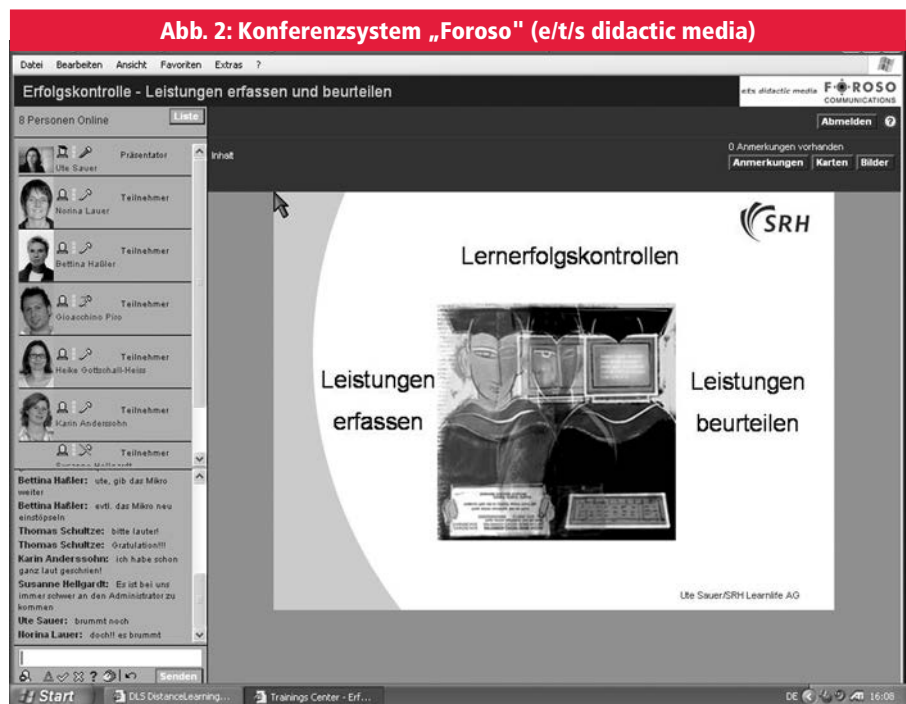 Abb. 2: Konferenzsystem „Foroso" (e/t/s didactic media)
Datei Bearbeiten Ansicht Favoriten Extras ?
Erfolgskontrolle - Leistungen erfassen und beurteilen
e/t/s didactic media FOROSO
COMMUNICATIONS
8 Personen Online Liste
Abmelden ?
Präsentator
Ute Sauer
Teilnehmer
Norina Lauer
Teilnehmer
Bettina Haßler
Teilnehmer
Gioacchino Piro
Teilnehmer
Heike Gottschall-Heiss
Teilnehmer
Karin Anderssohn
Teilnehmer
Susanne Hellgardt
Inhalt
0 Anmerkungen vorhanden
Anmerkungen Karten Bilder
SRH
Lernerfolgskontrollen
Leistungen
erfassen
Leistungen
beurteilen
Ute Sauer/SRH Learnlife AG
Bettina Haßler: ute, gib das Mikro
weiter
Bettina Haßler: evtl. das Mikro neu
einstöpseln
Thomas Schultze: bitte lauter!
Thomas Schultze: Gratulation!!!
Karin Anderssohn: ich habe schon
ganz laut geschrien!
Susanne Hellgardt: Es ist bei uns
immer schwer an den Administrator zu
kommen
Ute Sauer: brummt noch
Norina Lauer: doch!! es brummt
?
Senden
Start DLS DistanceLearning... Trainings Center - Erf... DE 16:08